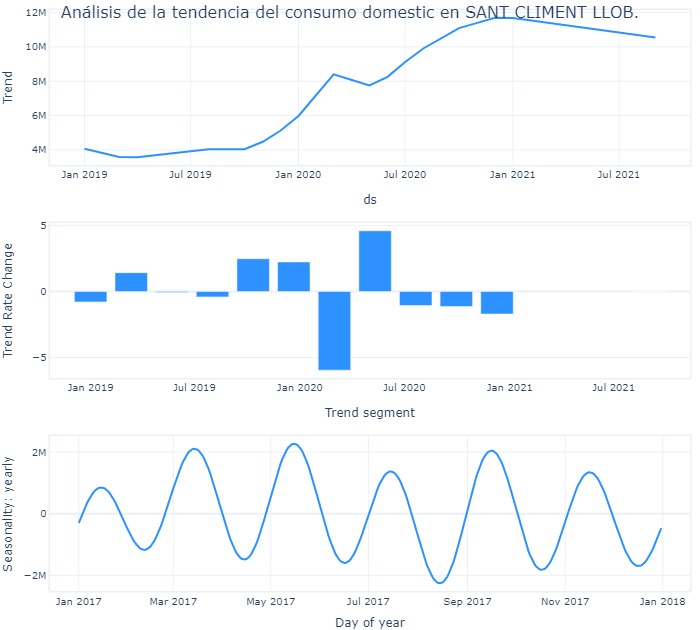 Análisis de la tendencia del consumo domestic en SANT CLIMENT LLOB.
12M
10M
8M
6M
4M
Trend
Jan 2019 Jul 2019 Jan 2020 Jul 2020 Jan 2021 Jul 2021
ds
5
0
−5
Trend Rate Change
Jan 2019 Jul 2019 Jan 2020 Jul 2020 Jan 2021 Jul 2021
Trend segment
2M
0
−2M
Seasonality: yearly
Jan 2017 Mar 2017 May 2017 Jul 2017 Sep 2017 Nov 2017 Jan 2018
Day of year